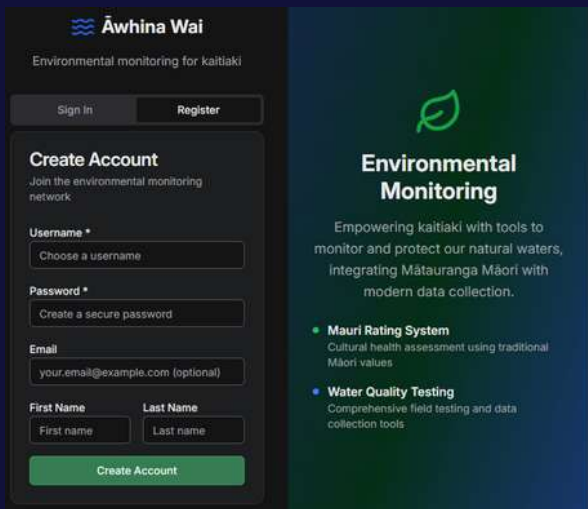 Āwhina Wai
Environmental monitoring for kaitiaki
Sign In
Register
Create Account
Join the environmental monitoring
network
Username *
Choose a username
Password *
Create a secure password
Email
your.email@example.com (optional)
First Name
Last Name
First name
Last name
Create Account
Environmental
Monitoring
Empowering kaitiaki with tools to
monitor and protect our natural waters,
integrating Mātauranga Māori with
modern data collection.
Mauri Rating System
Cultural health assessment using traditional
Māori values
Water Quality Testing
Comprehensive field testing and data
collection tools